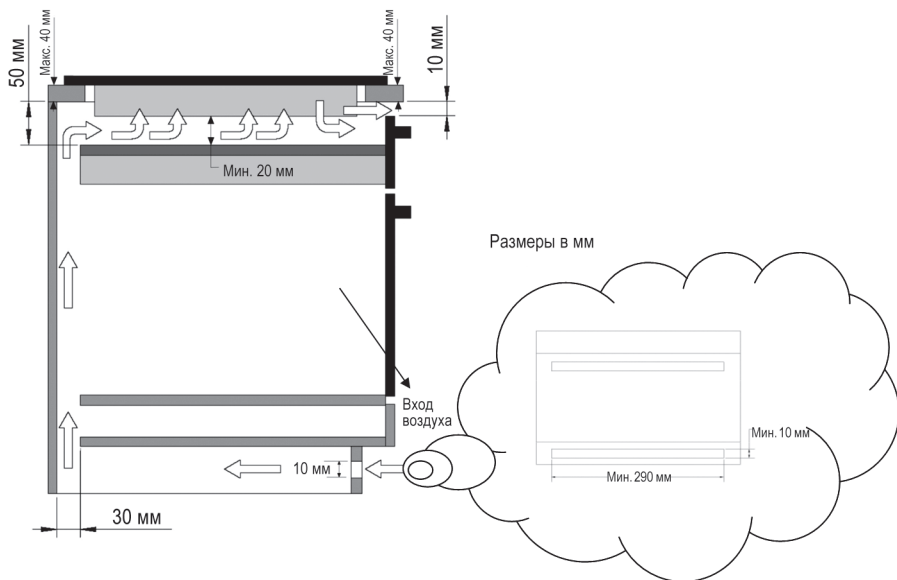 Макс. 40 мм
Макс. 40 мм
50 мм
10 мм
Мин. 20 мм
Размеры в мм
Вход
воздуха
Мин. 10 мм
10 мм
Мин. 290 мм
30 мм